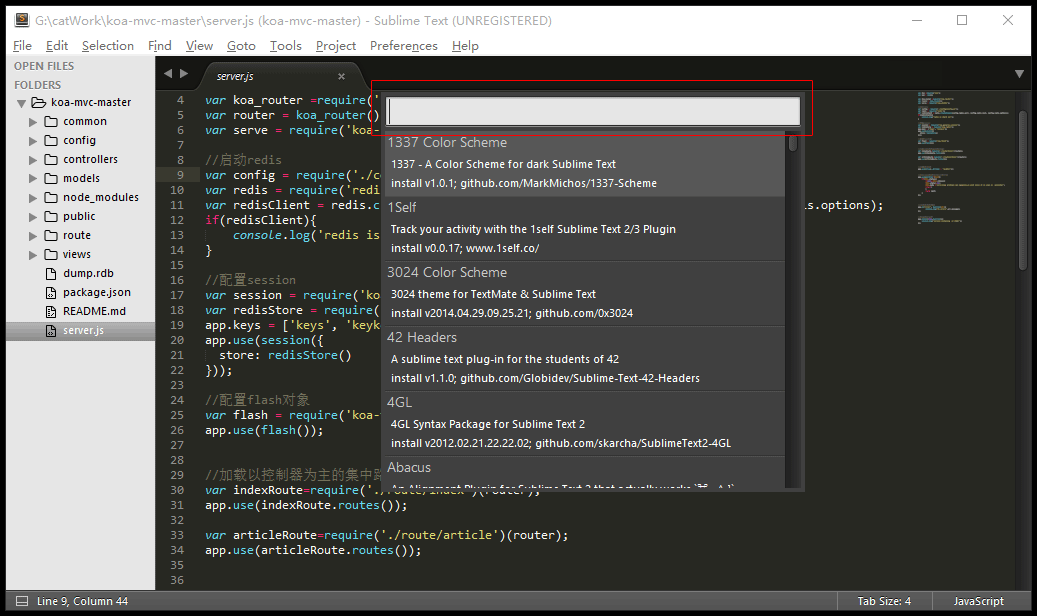 G:\catWork\koa-mvc-master\server.js (koa-mvc-master) - Sublime Text (UNREGISTERED)
File Edit Selection Find View Goto Tools Project Preferences Help
OPEN FILES
FOLDERS
koa-mvc-master
common
config
controllers
models
node_modules
public
route
views
dump.rdb
package.json
README.md
server.js
server.js
4 var koa_router =require('
5 var router = koa_router()
6 var serve = require('koa-
7
8 //启动redis
9 var config = require('./co
10 var redis = require('redi
11 var redisClient = redis.c s.options);
12 if(redisClient){
13 console.log('redis is
14 }
15
16 //配置session
17 var session = require('ko
18 var redisStore = require(
19 app.keys = ['keys', 'keyk
20 app.use(session({
21 store: redisStore()
22 }));
23
24 //配置flash对象
25 var flash = require('koa-
26 app.use(flash());
27
28
29 //加载以控制器为主的集中路
30 var indexRoute=require('./route/index')(router);
31 app.use(indexRoute.routes());
32
33 var articleRoute=require('./route/article')(router);
34 app.use(articleRoute.routes());
35
36
1337 Color Scheme
1337 - A Color Scheme for dark Sublime Text
install v1.0.1; github.com/MarkMichos/1337-Scheme
1Self
Track your activity with the 1self Sublime Text 2/3 Plugin
install v0.0.17; www.1self.co/
3024 Color Scheme
3024 theme for TextMate & Sublime Text
install v2014.04.29.09.25.21; github.com/0x3024
42 Headers
A sublime text plug-in for the students of 42
install v1.1.0; github.com/Globidev/Sublime-Text-42-Headers
4GL
4GL Syntax Package for Sublime Text 2
install v2012.02.21.22.22.02; github.com/skarcha/SublimeText2-4GL
Abacus
An Alignment Plugin for Sublime Text 2 that actually works
Line 9, Column 44
Tab Size: 4
JavaScript